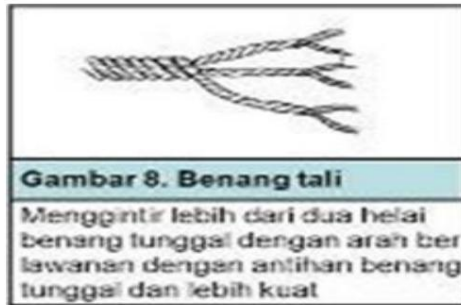 Gambar 8. Benang tali
Menggintir lebih dari dua helai
benang tunggal dengan arah ber
lawanan dengan antihan benang
tunggal dan lebih kuat